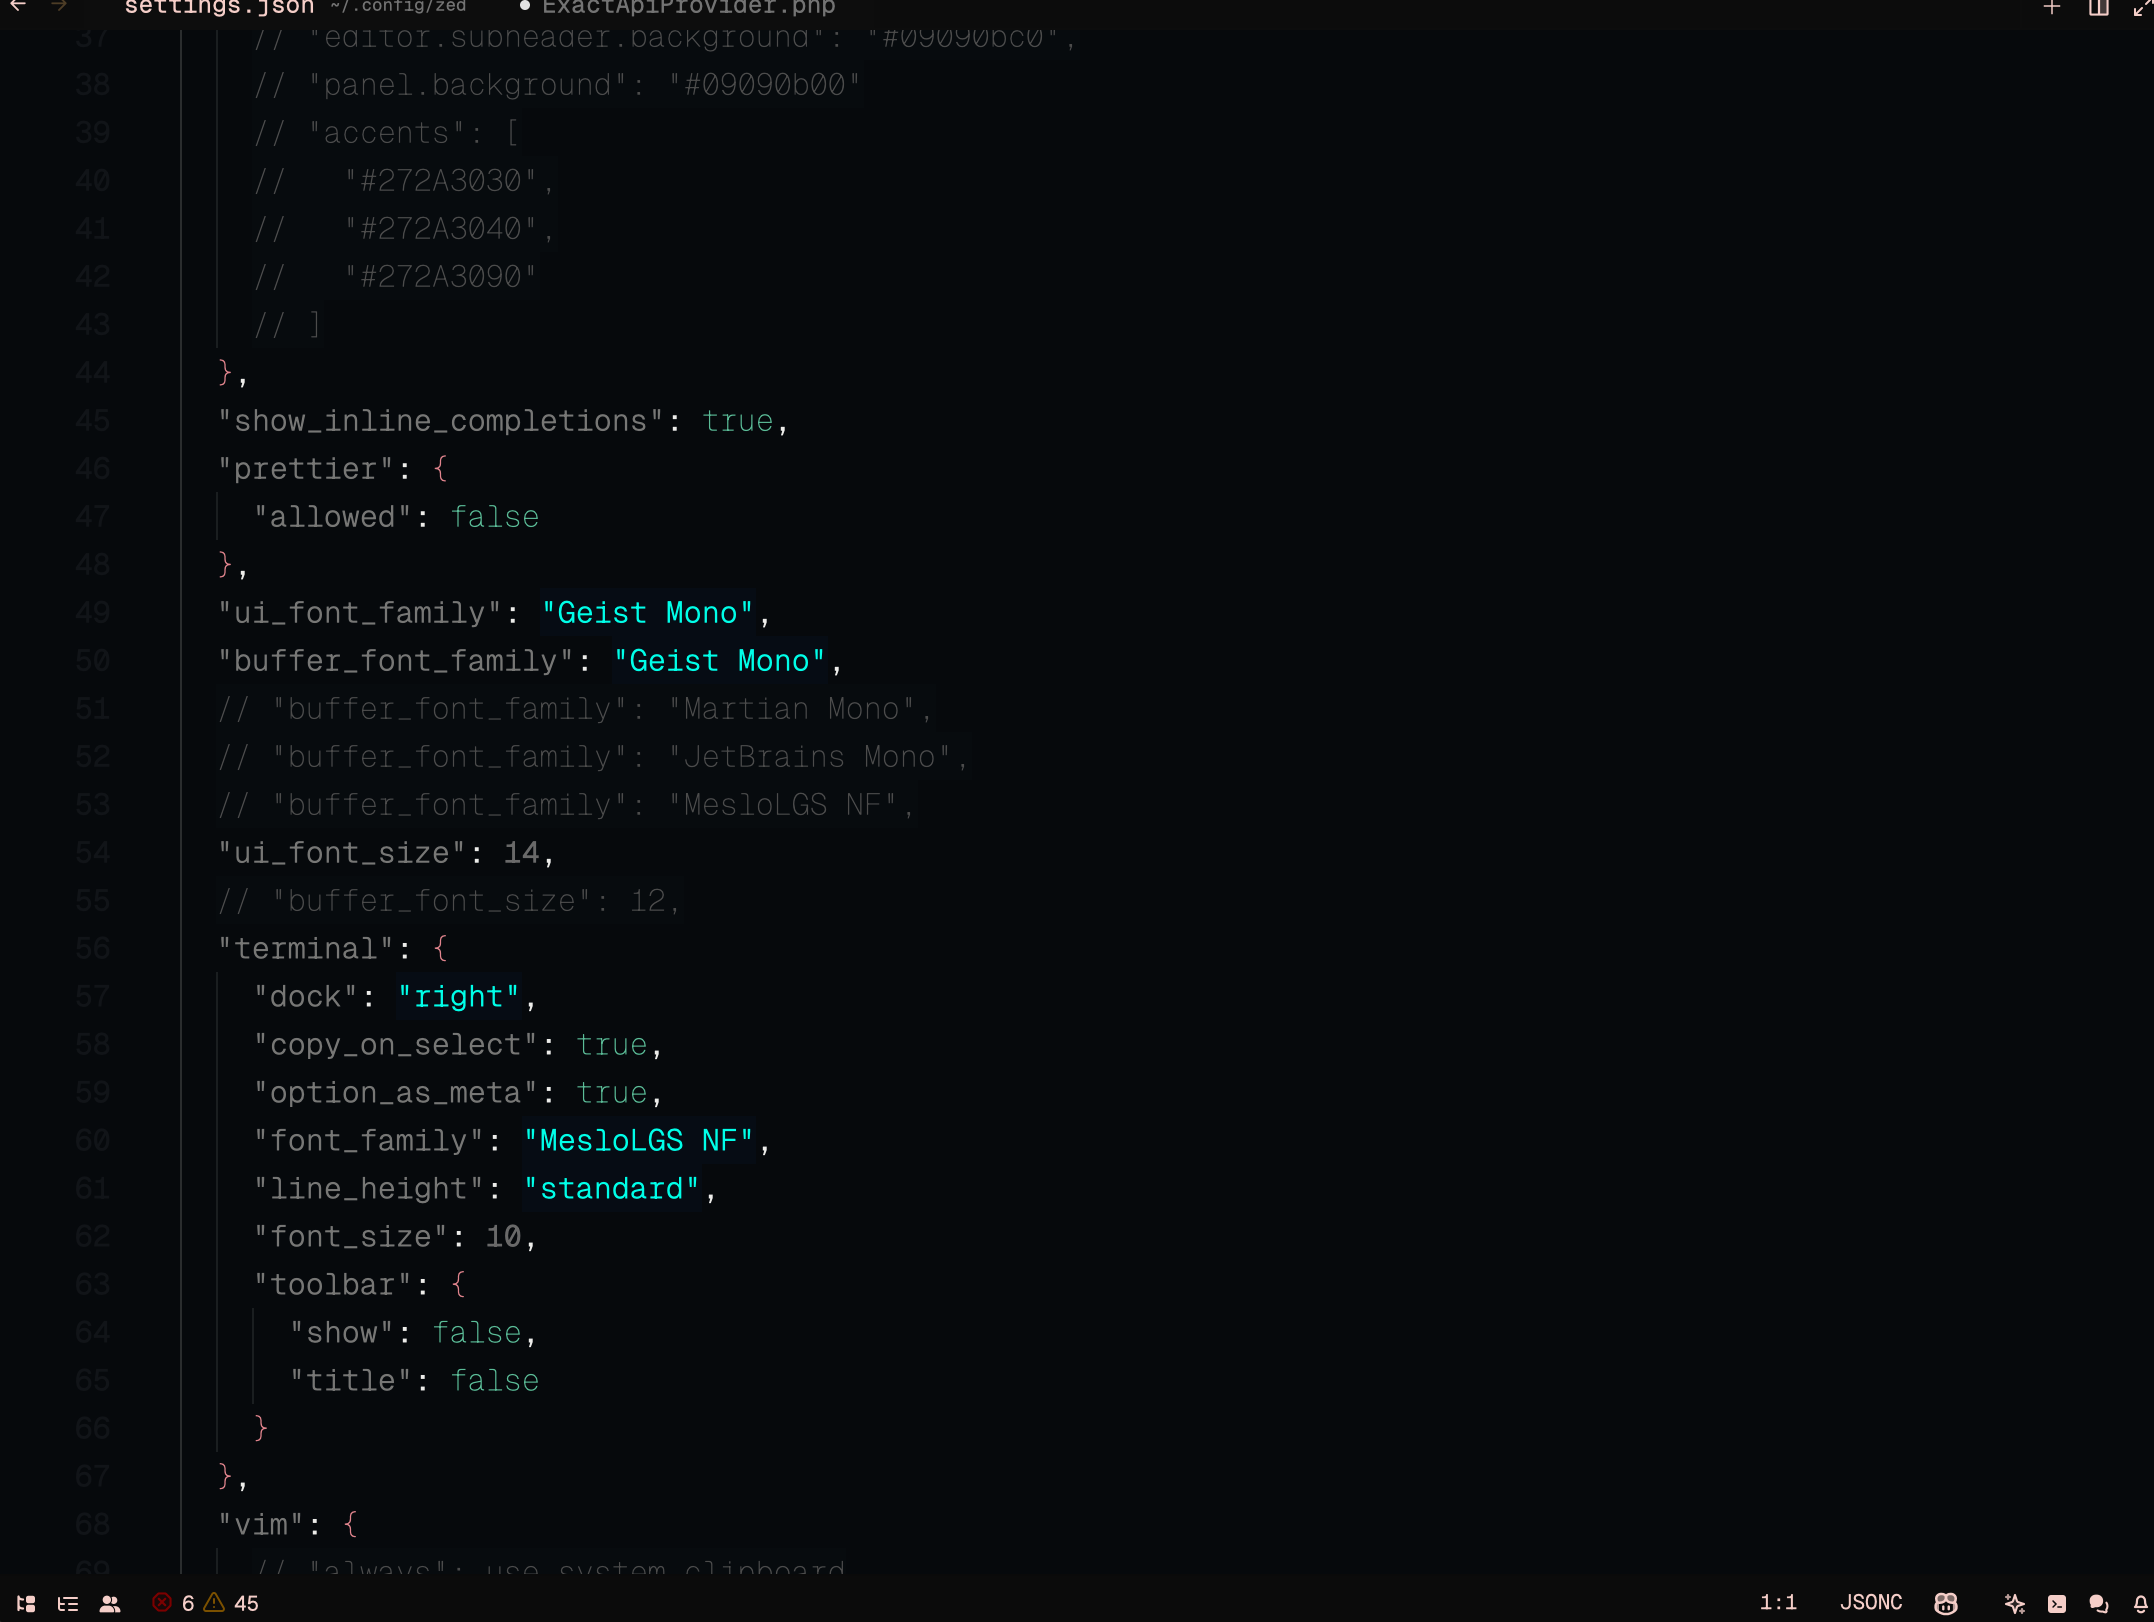 settings.json ~/.config/zed ExactApiProvider.php
37 // "editor.subheader.background": "#09090bc0",
38 // "panel.background": "#09090b00"
39 // "accents": [
40 //   "#272A3030",
41 //   "#272A3040",
42 //   "#272A3090"
43 // ]
44 },
45 "show_inline_completions": true,
46 "prettier": {
47 "allowed": false
48 },
49 "ui_font_family": "Geist Mono",
50 "buffer_font_family": "Geist Mono",
51 // "buffer_font_family": "Martian Mono",
52 // "buffer_font_family": "JetBrains Mono",
53 // "buffer_font_family": "MesloLGS NF",
54 "ui_font_size": 14,
55 // "buffer_font_size": 12,
56 "terminal": {
57 "dock": "right",
58 "copy_on_select": true,
59 "option_as_meta": true,
60 "font_family": "MesloLGS NF",
61 "line_height": "standard",
62 "font_size": 10,
63 "toolbar": {
64 "show": false,
65 "title": false
66 }
67 },
68 "vim": {
69 // "always": use system clipboard
6 45 1:1 JSONC